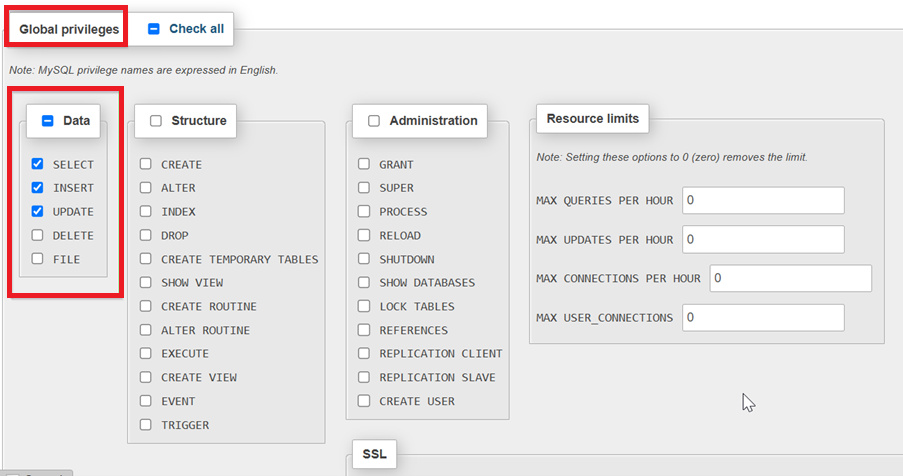 Global privileges
Check all
Note: MySQL privilege names are expressed in English.
Data
SELECT
INSERT
UPDATE
DELETE
FILE
Structure
CREATE
ALTER
INDEX
DROP
CREATE TEMPORARY TABLES
SHOW VIEW
CREATE ROUTINE
ALTER ROUTINE
EXECUTE
CREATE VIEW
EVENT
TRIGGER
Administration
GRANT
SUPER
PROCESS
RELOAD
SHUTDOWN
SHOW DATABASES
LOCK TABLES
REFERENCES
REPLICATION CLIENT
REPLICATION SLAVE
CREATE USER
Resource limits
Note: Setting these options to 0 (zero) removes the limit.
MAX QUERIES PER HOUR 0
MAX UPDATES PER HOUR 0
MAX CONNECTIONS PER HOUR 0
MAX USER_CONNECTIONS 0
SSL